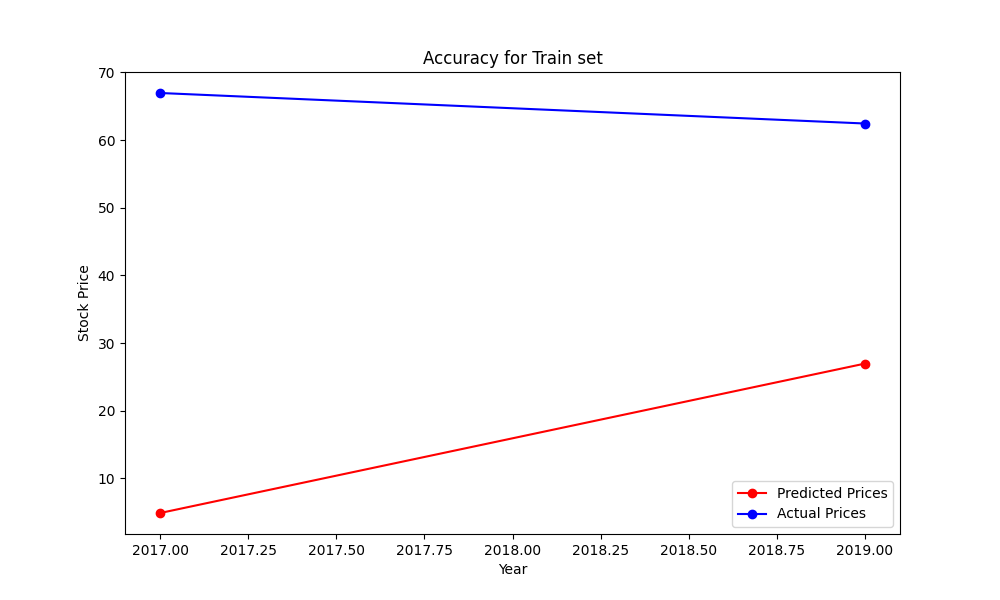 Accuracy for Train set
70
60
50
40
30
20
10
Stock Price
Predicted Prices
Actual Prices
2017.00 2017.25 2017.50 2017.75 2018.00 2018.25 2018.50 2018.75 2019.00
Year